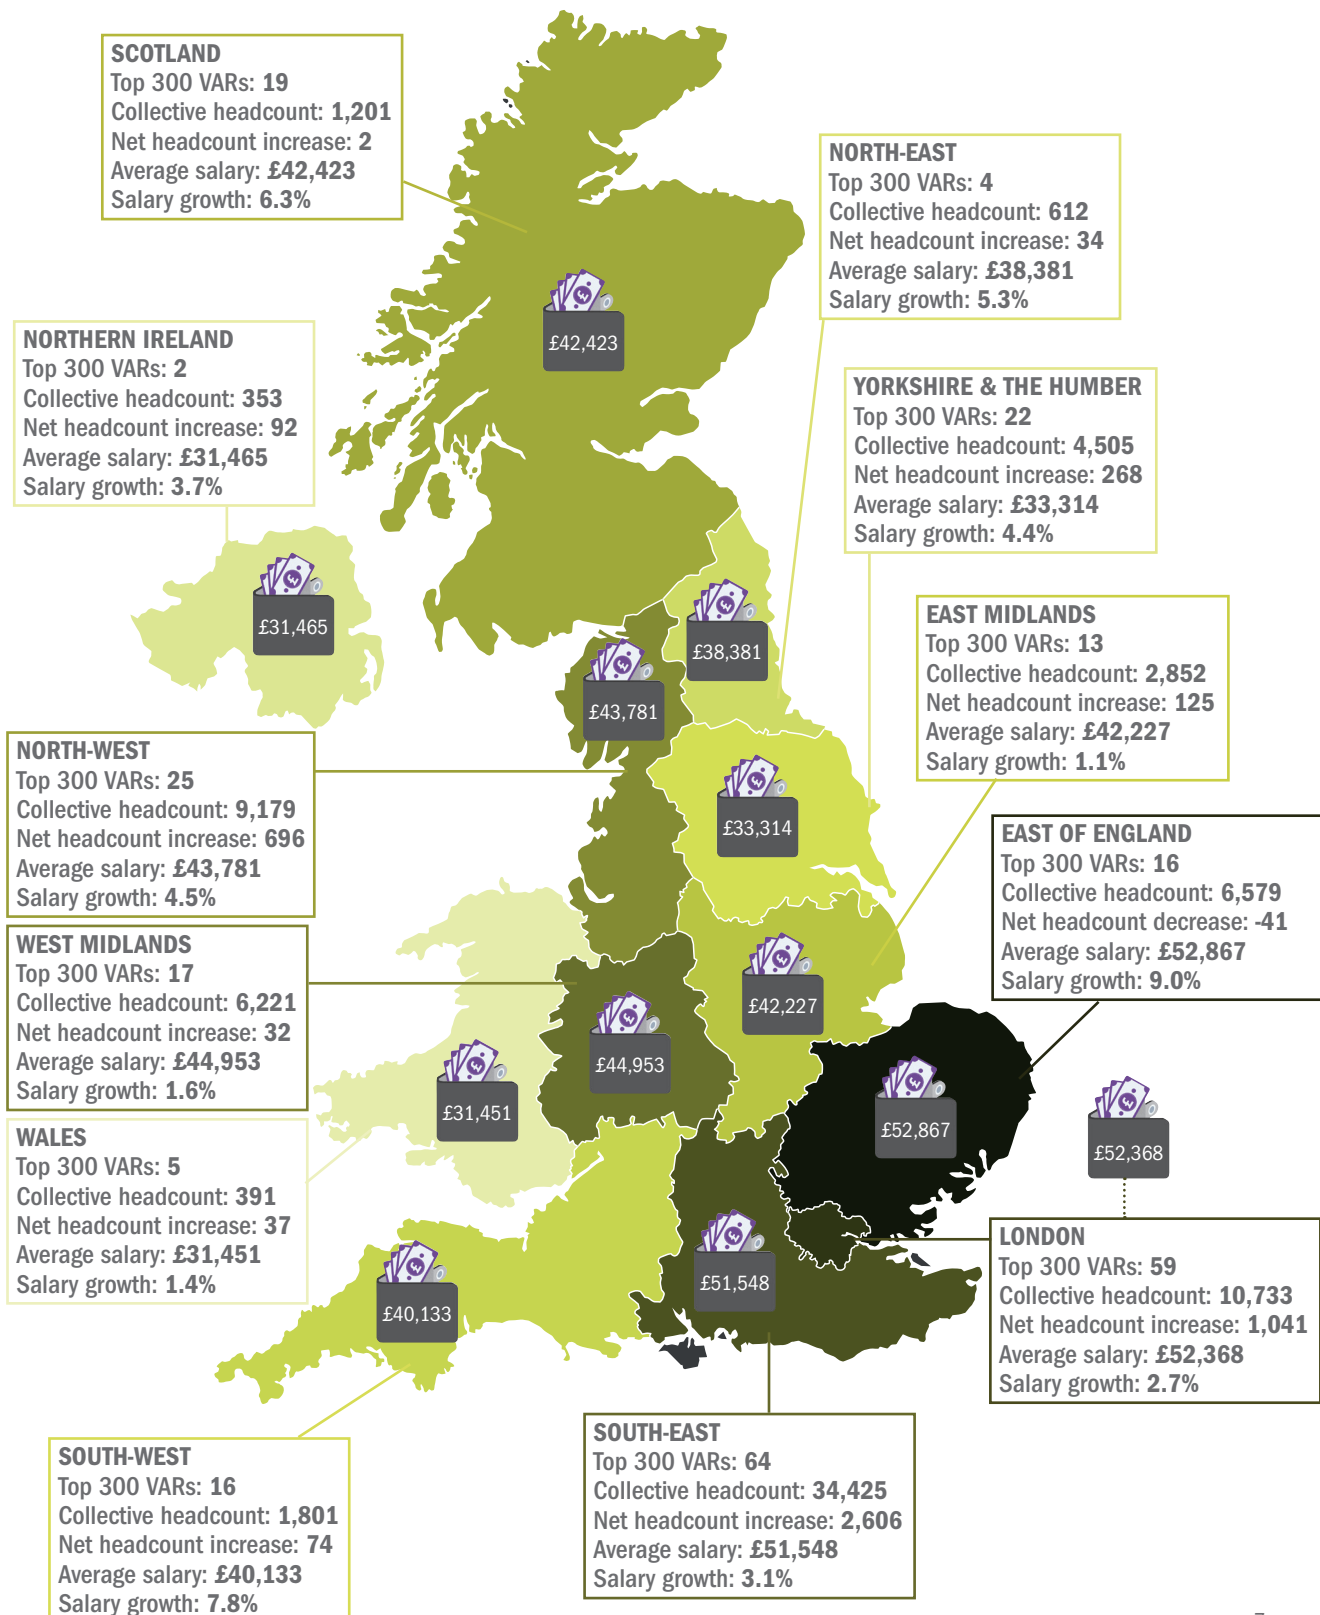 SCOTLAND
Top 300 VARs: 19
Collective headcount: 1,201
Net headcount increase: 2
Average salary: £42,423
Salary growth: 6.3%
NORTH-EAST
Top 300 VARs: 4
Collective headcount: 612
Net headcount increase: 34
Average salary: £38,381
Salary growth: 5.3%
£42,423
NORTHERN IRELAND
Top 300 VARs: 2
Collective headcount: 353
Net headcount increase: 92
Average salary: £31,465
Salary growth: 3.7%
YORKSHIRE & THE HUMBER
Top 300 VARs: 22
Collective headcount: 4,505
Net headcount increase: 268
Average salary: £33,314
Salary growth: 4.4%
£31,465
£38,381
EAST MIDLANDS
Top 300 VARs: 13
Collective headcount: 2,852
Net headcount increase: 125
Average salary: £42,227
Salary growth: 1.1%
£43,781
NORTH-WEST
Top 300 VARs: 25
Collective headcount: 9,179
Net headcount increase: 696
Average salary: £43,781
Salary growth: 4.5%
£33,314
EAST OF ENGLAND
Top 300 VARs: 16
Collective headcount: 6,579
Net headcount decrease: -41
Average salary: £52,867
Salary growth: 9.0%
WEST MIDLANDS
Top 300 VARs: 17
Collective headcount: 6,221
Net headcount increase: 32
Average salary: £44,953
Salary growth: 1.6%
£42,227
£44,953
£31,451
£52,867
£52,368
WALES
Top 300 VARs: 5
Collective headcount: 391
Net headcount increase: 37
Average salary: £31,451
Salary growth: 1.4%
LONDON
Top 300 VARs: 59
Collective headcount: 10,733
Net headcount increase: 1,041
Average salary: £52,368
Salary growth: 2.7%
£51,548
£40,133
SOUTH-EAST
Top 300 VARs: 64
Collective headcount: 34,425
Net headcount increase: 2,606
Average salary: £51,548
Salary growth: 3.1%
SOUTH-WEST
Top 300 VARs: 16
Collective headcount: 1,801
Net headcount increase: 74
Average salary: £40,133
Salary growth: 7.8%